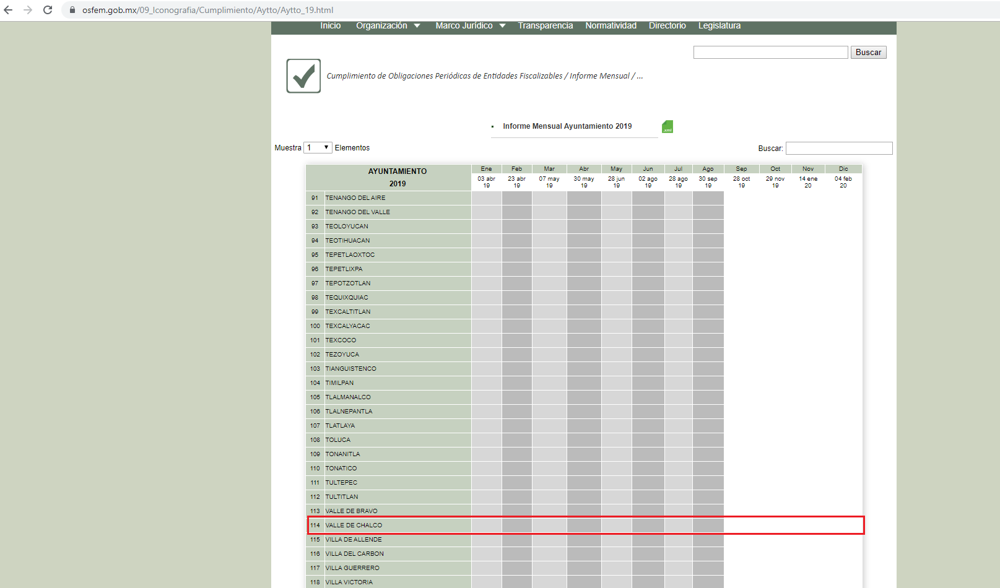 osfem.gob.mx/09_Iconografia/Cumplimiento/Aytto/Aytto_19.html
Inicio Organización Marco Jurídico Transparencia Normatividad Directorio Legislatura
Buscar
Cumplimiento de Obligaciones Periódicas de Entidades Fiscalizables / Informe Mensual / ...
Informe Mensual Ayuntamiento 2019
.xml
Muestra 1 Elementos
Buscar:
AYUNTAMIENTO
2019
Ene Feb Mar Abr May Jun Jul Ago Sep Oct Nov Dic
03 abr 23 abr 07 may 30 may 28 jun 02 ago 28 ago 30 sep 28 oct 29 nov 14 ene 04 feb
19 19 19 19 19 19 19 19 19 19 20 20
91 TENANGO DEL AIRE
92 TENANGO DEL VALLE
93 TEOLOYUCAN
94 TEOTIHUACAN
95 TEPETLAOXTOC
96 TEPETLIXPA
97 TEPOTZOTLAN
98 TEQUIXQUIAC
99 TEXCALTITLAN
100 TEXCALYACAC
101 TEXCOCO
102 TEZOYUCA
103 TIANGUISTENCO
104 TIMILPAN
105 TLALMANALCO
106 TLALNEPANTLA
107 TLATLAYA
108 TOLUCA
109 TONANITLA
110 TONATICO
111 TULTEPEC
112 TULTITLAN
113 VALLE DE BRAVO
114 VALLE DE CHALCO
115 VILLA DE ALLENDE
116 VILLA DEL CARBON
117 VILLA GUERRERO
118 VILLA VICTORIA